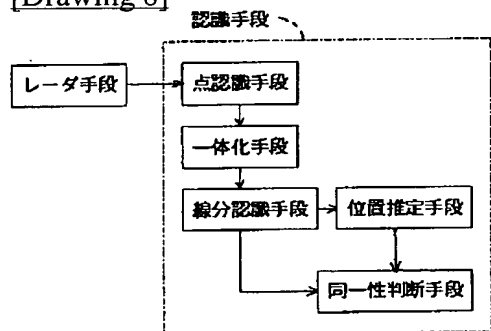 [Drawing 6]
認識手段
レーダ手段
点認識手段
一体化手段
線分認識手段
位置推定手段
同一性判断手段